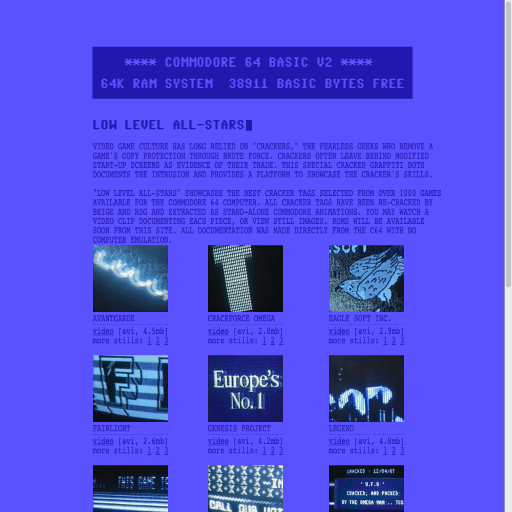 **** COMMODORE 64 BASIC V2 ****
64K RAM SYSTEM 38911 BASIC BYTES FREE
LOW LEVEL ALL-STARS
VIDEO GAME CULTURE HAS LONG RELIED ON "CRACKERS," THE FEARLESS GEEKS WHO REMOVE A
GAME'S COPY PROTECTION THROUGH BRUTE FORCE. CRACKERS OFTEN LEAVE BEHIND MODIFIED
START-UP SCREENS AS EVIDENCE OF THEIR TRADE. THIS SPECIAL CRACKER GRAFFITI BOTH
DOCUMENTS THE INTRUSION AND PROVIDES A PLATFORM TO SHOWCASE THE CRACKER'S SKILLS.
"LOW LEVEL ALL-STARS" SHOWCASES THE BEST CRACKER TAGS SELECTED FROM OVER 1000 GAMES
AVAILABLE FOR THE COMMODORE 64 COMPUTER. ALL CRACKER TAGS HAVE BEEN RE-CRACKED BY
BEIGE AND RSG AND EXTRACTED AS STAND-ALONE COMMODORE ANIMATIONS. YOU MAY WATCH A
VIDEO CLIP DOCUMENTING EACH PIECE, OR VIEW STILL IMAGES. ROMS WILL BE AVAILABLE
SOON FROM THIS SITE. ALL DOCUMENTATION WAS MADE DIRECTLY FROM THE C64 WITH NO
COMPUTER EMULATION.
AVANTGARDE
video [avi, 4.5mb]
more stills: 1 2 3
CRACKFORCE OMEGA
video [avi, 2.8mb]
more stills: 1 2 3
EAGLE SOFT INC.
video [avi, 2.9mb]
more stills: 1 2 3
Europe's
No.1
FAIRLIGHT
video [avi, 2.6mb]
more stills: 1 2 3
GENESIS PROJECT
video [avi, 4.2mb]
more stills: 1 2 3
LEGEND
video [avi, 4.8mb]
more stills: 1 2 3
THIS GAME IS
CALL OUR
CRACKED : 12/04/87
"U.F.O."
CRACKED, AND PACKED
BY THE OMEGA MAN